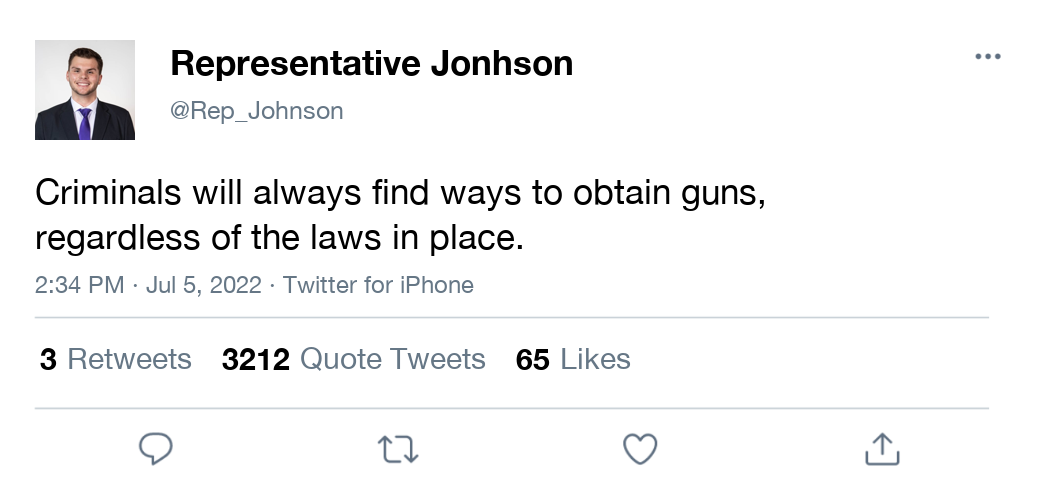 Representative Jonhson
@Rep_Johnson
Criminals will always find ways to obtain guns,
regardless of the laws in place.
2:34 PM · Jul 5, 2022 · Twitter for iPhone
3 Retweets 3212 Quote Tweets 65 Likes